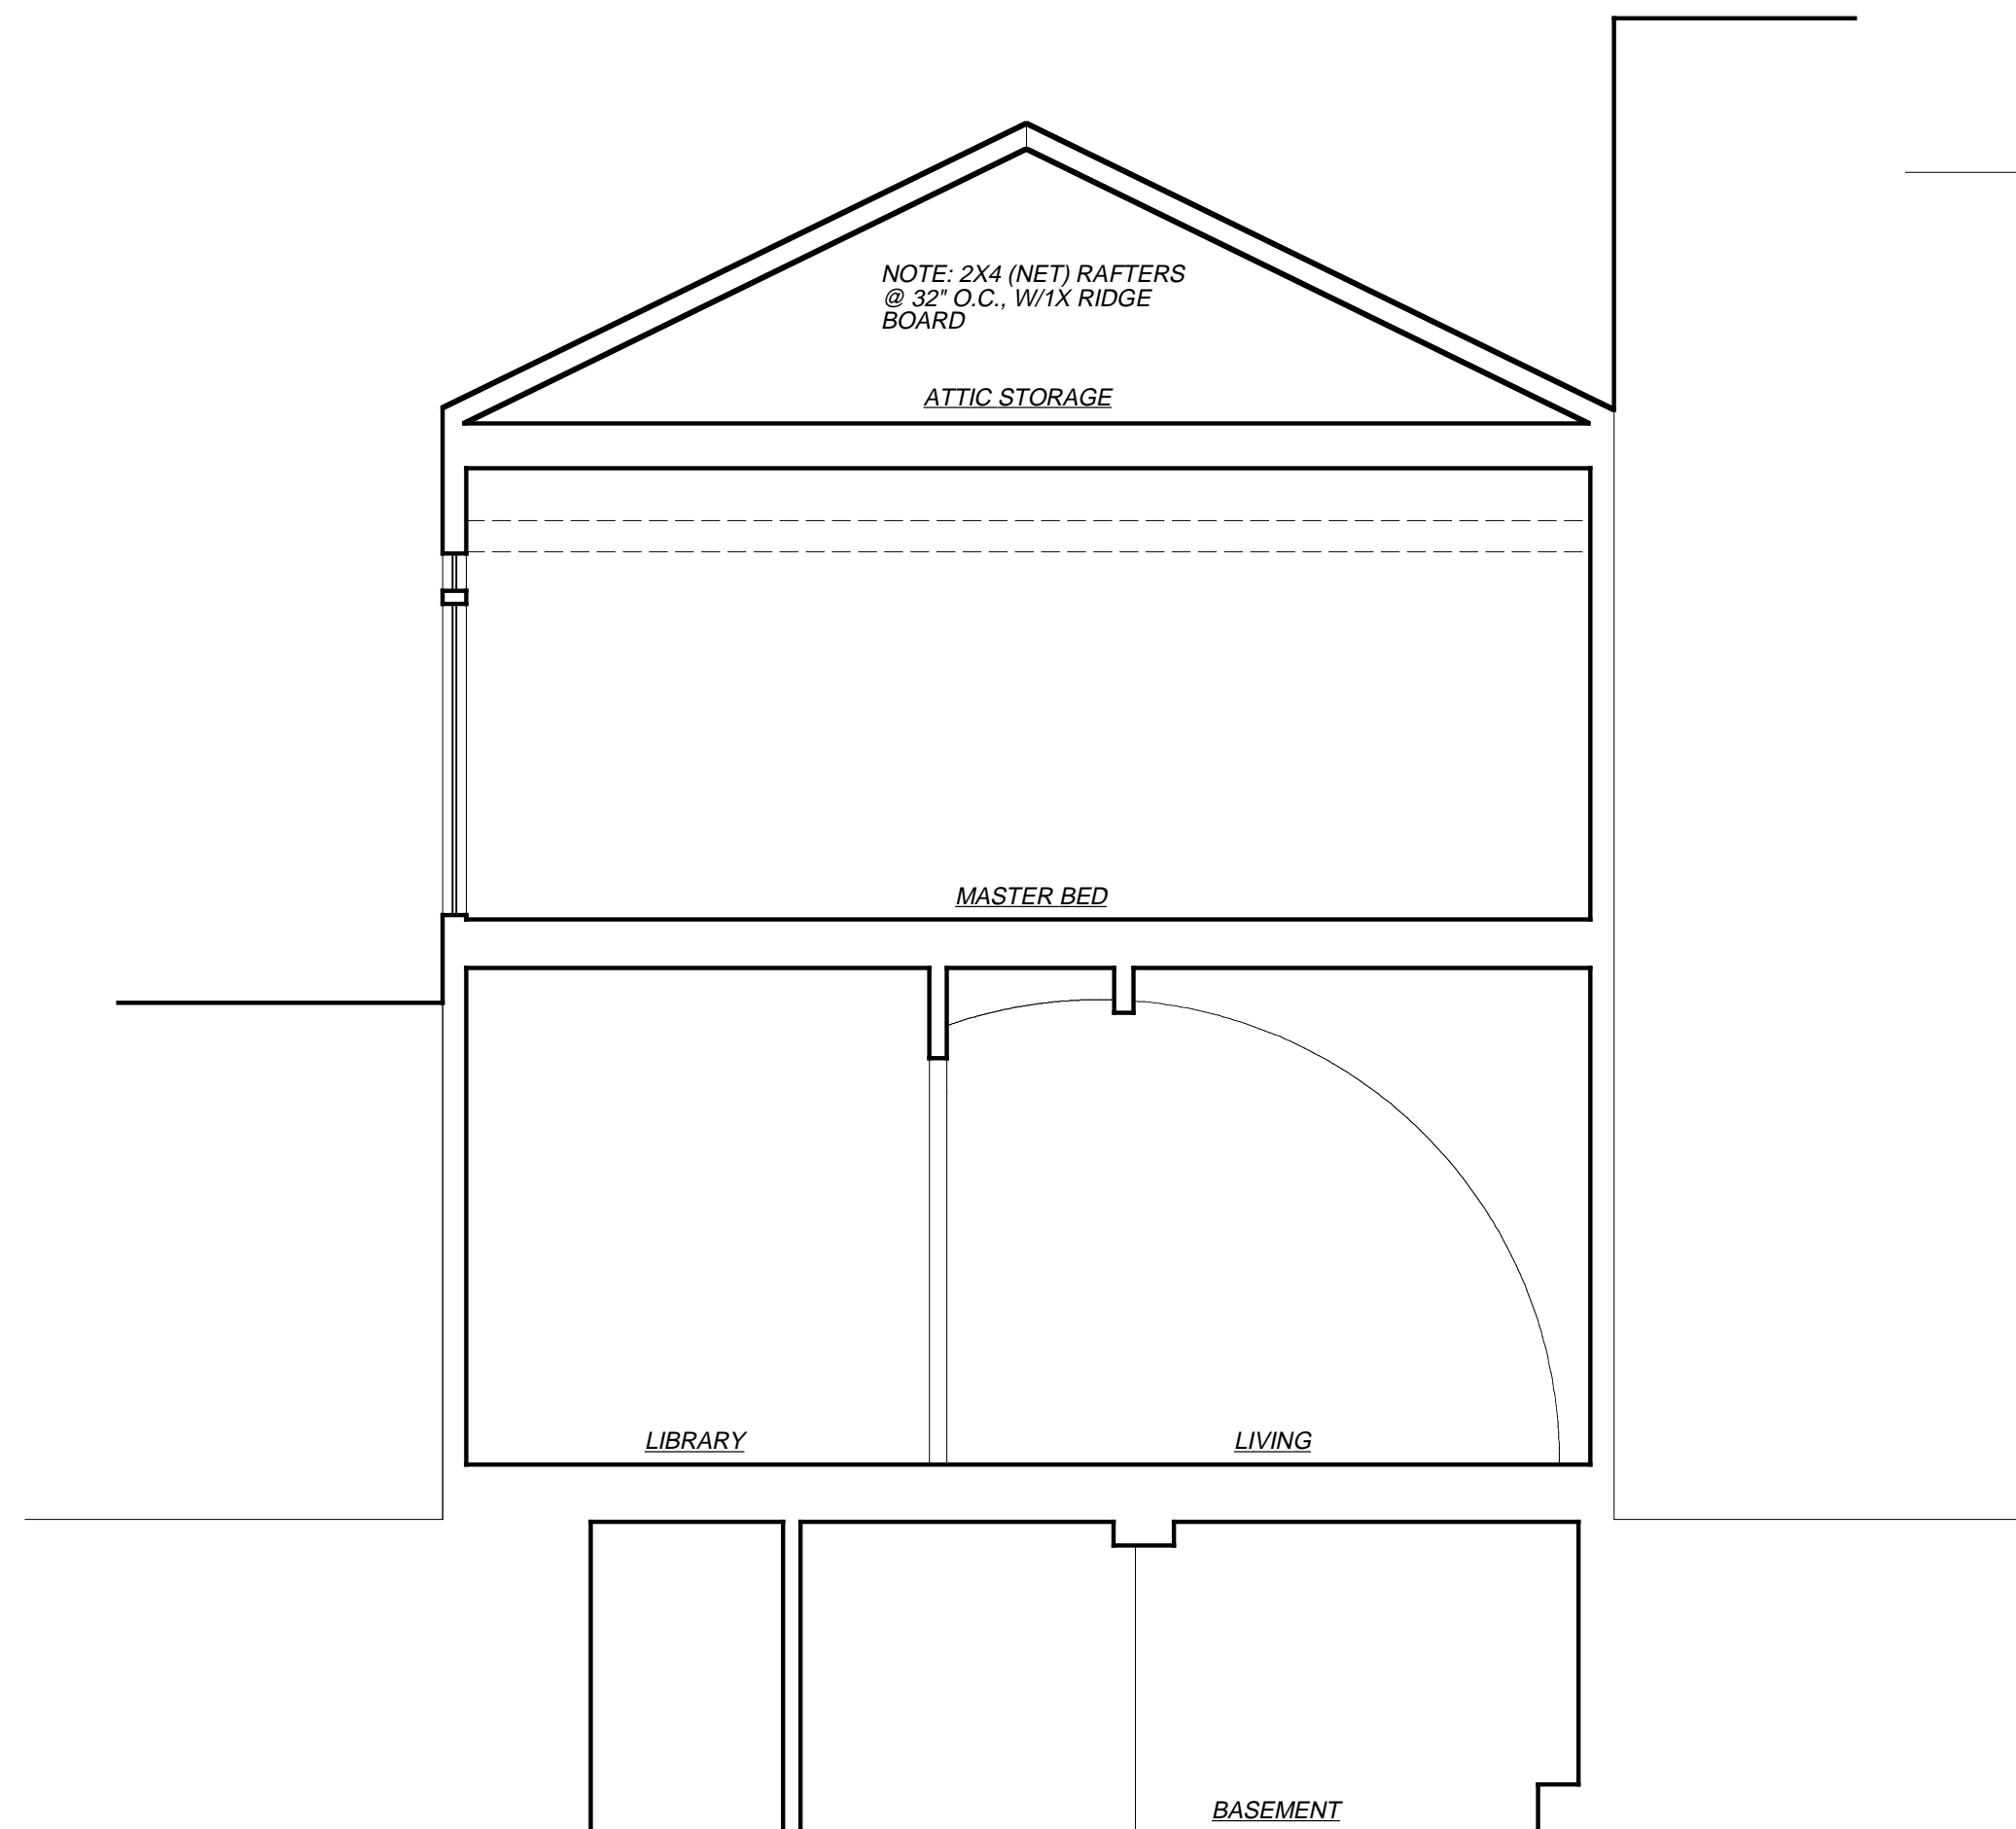 NOTE: 2X4 (NET) RAFTERS
@ 32" O.C., W/1X RIDGE
BOARD
ATTIC STORAGE
MASTER BED
LIBRARY
LIVING
BASEMENT